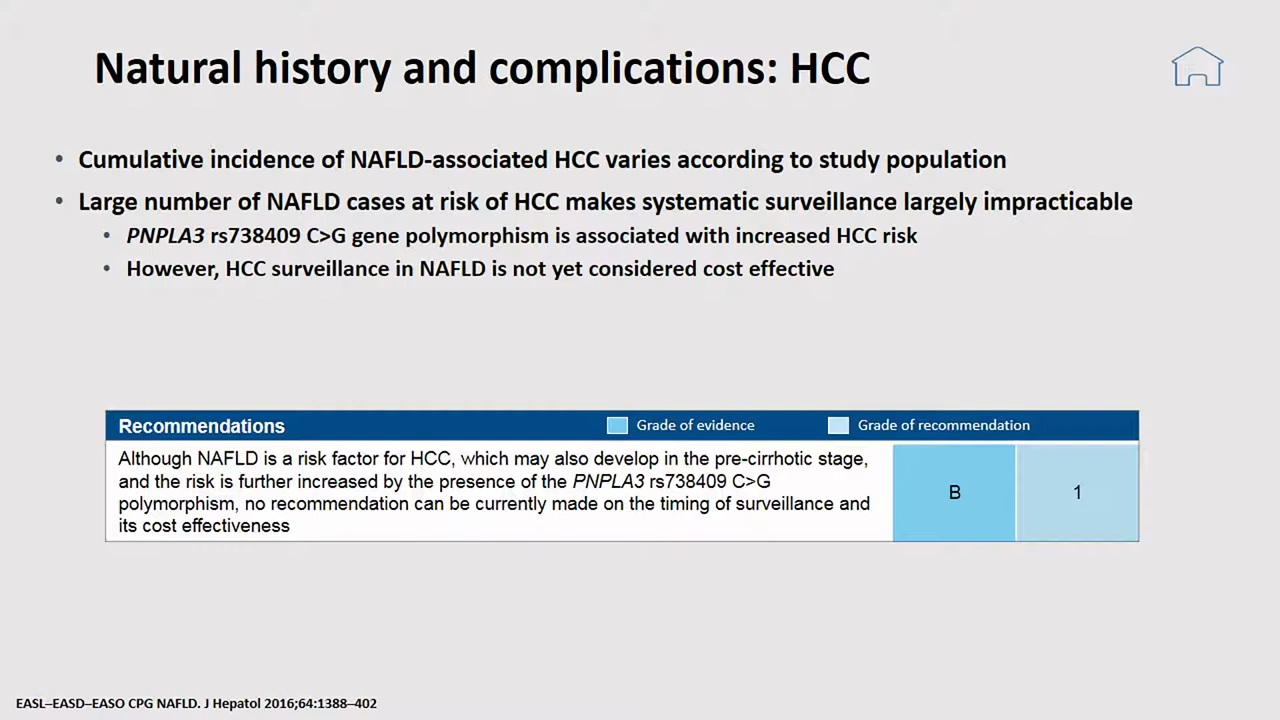 Natural history and complications: HCC
• Cumulative incidence of NAFLD-associated HCC varies according to study population
• Large number of NAFLD cases at risk of HCC makes systematic surveillance largely impracticable
• PNPLA3 rs738409 C>G gene polymorphism is associated with increased HCC risk
• However, HCC surveillance in NAFLD is not yet considered cost effective
Recommendations Grade of evidence Grade of recommendation
Although NAFLD is a risk factor for HCC, which may also develop in the pre-cirrhotic stage,
and the risk is further increased by the presence of the PNPLA3 rs738409 C>G
polymorphism, no recommendation can be currently made on the timing of surveillance and
its cost effectiveness
B 1
EASL–EASD–EASO CPG NAFLD. J Hepatol 2016;64:1388–402